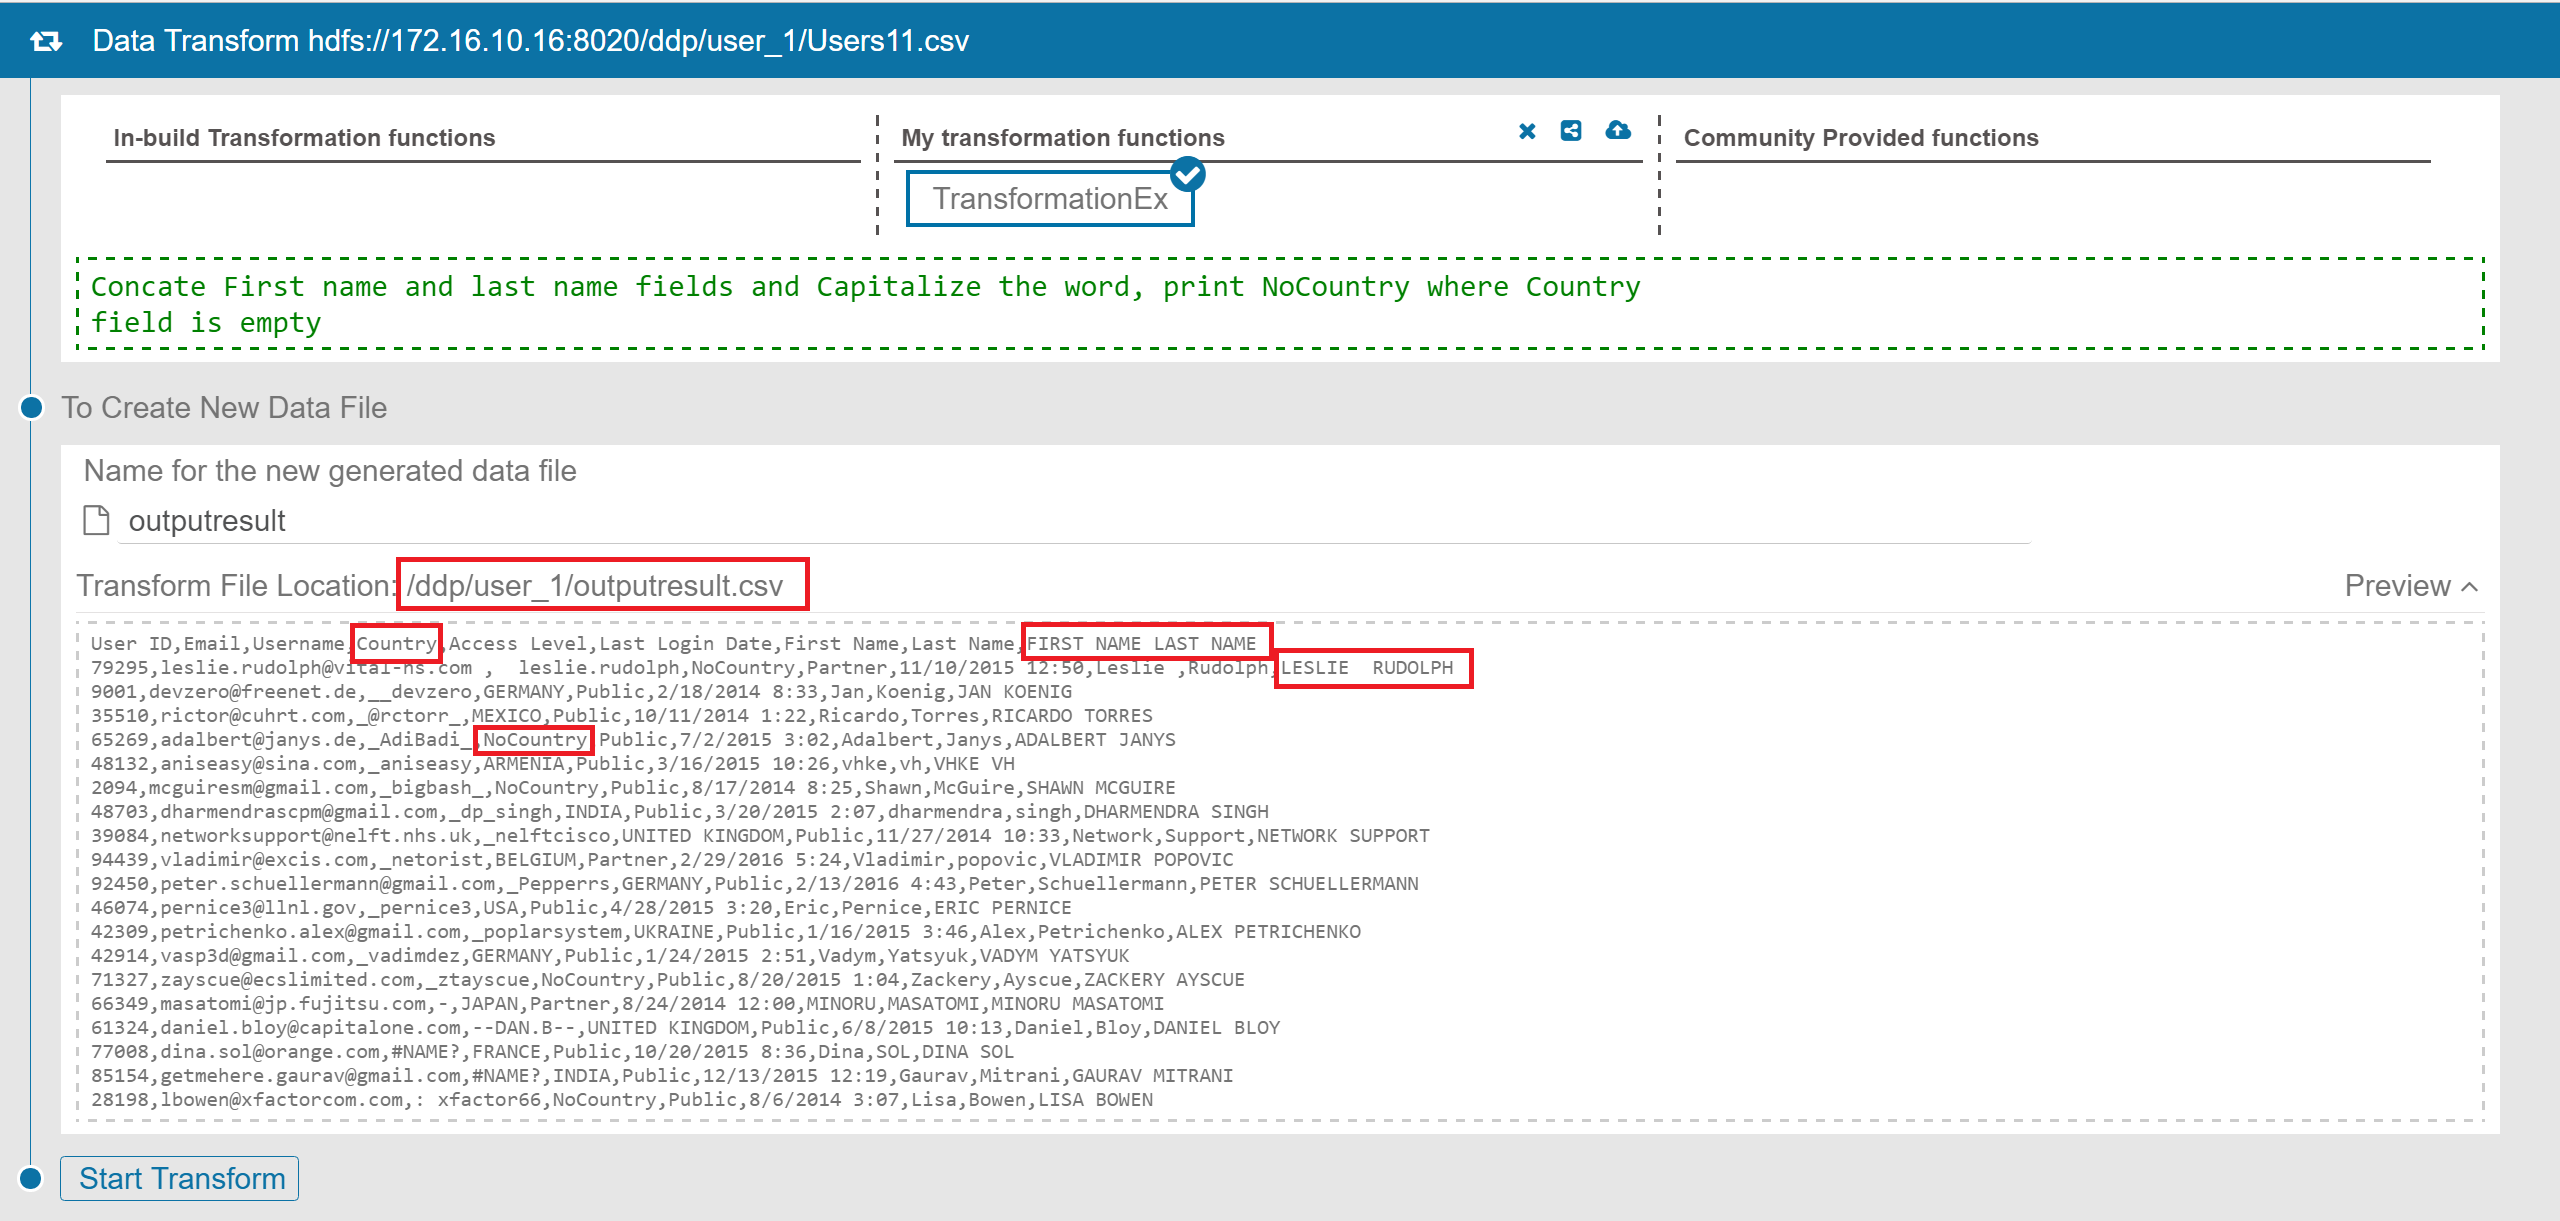 Data Transform hdfs://172.16.10.16:8020/ddp/user_1/Users11.csv
In-build Transformation functions
My transformation functions
Community Provided functions
TransformationEx
Concate First name and last name fields and Capitalize the word, print NoCountry where Country
field is empty
To Create New Data File
Name for the new generated data file
outputresult
Transform File Location: /ddp/user_1/outputresult.csv
Preview
User ID,Email,Username,Country,Access Level,Last Login Date,First Name,Last Name,FIRST NAME LAST NAME
79295,leslie.rudolph@vital-ns.com ,  leslie.rudolph,NoCountry,Partner,11/10/2015 12:50,Leslie ,Rudolph,LESLIE  RUDOLPH
9001,devzero@freenet.de,__devzero,GERMANY,Public,2/18/2014 8:33,Jan,Koenig,JAN KOENIG
35510,rictor@cuhrt.com,_@rctorr_,MEXICO,Public,10/11/2014 1:22,Ricardo,Torres,RICARDO TORRES
65269,adalbert@janys.de,_AdiBadi_,NoCountry,Public,7/2/2015 3:02,Adalbert,Janys,ADALBERT JANYS
48132,aniseasy@sina.com,_aniseasy,ARMENIA,Public,3/16/2015 10:26,vhke,vh,VHKE VH
2094,mcguiresm@gmail.com,_bigbash_,NoCountry,Public,8/17/2014 8:25,Shawn,McGuire,SHAWN MCGUIRE
48703,dharmendrascpm@gmail.com,_dp_singh,INDIA,Public,3/20/2015 2:07,dharmendra,singh,DHARMENDRA SINGH
39084,networksupport@nelft.nhs.uk,_nelftcisco,UNITED KINGDOM,Public,11/27/2014 10:33,Network,Support,NETWORK SUPPORT
94439,vladimir@excis.com,_netorist,BELGIUM,Partner,2/29/2016 5:24,Vladimir,popovic,VLADIMIR POPOVIC
92450,peter.schuellermann@gmail.com,_Pepperrs,GERMANY,Public,2/13/2016 4:43,Peter,Schuellermann,PETER SCHUELLERMANN
46074,pernice3@llnl.gov,_pernice3,USA,Public,4/28/2015 3:20,Eric,Pernice,ERIC PERNICE
42309,petrichenko.alex@gmail.com,_poplarsystem,UKRAINE,Public,1/16/2015 3:46,Alex,Petrichenko,ALEX PETRICHENKO
42914,vasp3d@gmail.com,_vadimdez,GERMANY,Public,1/24/2015 2:51,Vadym,Yatsyuk,VADYM YATSYUK
71327,zayscue@ecslimited.com,_ztayscue,NoCountry,Public,8/20/2015 1:04,Zackery,Ayscue,ZACKERY AYSCUE
66349,masatomi@jp.fujitsu.com,-,JAPAN,Partner,8/24/2014 12:00,MINORU,MASATOMI,MINORU MASATOMI
61324,daniel.bloy@capitalone.com,--DAN.B--,UNITED KINGDOM,Public,6/8/2015 10:13,Daniel,Bloy,DANIEL BLOY
77008,dina.sol@orange.com,#NAME?,FRANCE,Public,10/20/2015 8:36,Dina,SOL,DINA SOL
85154,getmehere.gaurav@gmail.com,#NAME?,INDIA,Public,12/13/2015 12:19,Gaurav,Mitrani,GAURAV MITRANI
28198,lbowen@xfactorcom.com,: xfactor66,NoCountry,Public,8/6/2014 3:07,Lisa,Bowen,LISA BOWEN
Start Transform